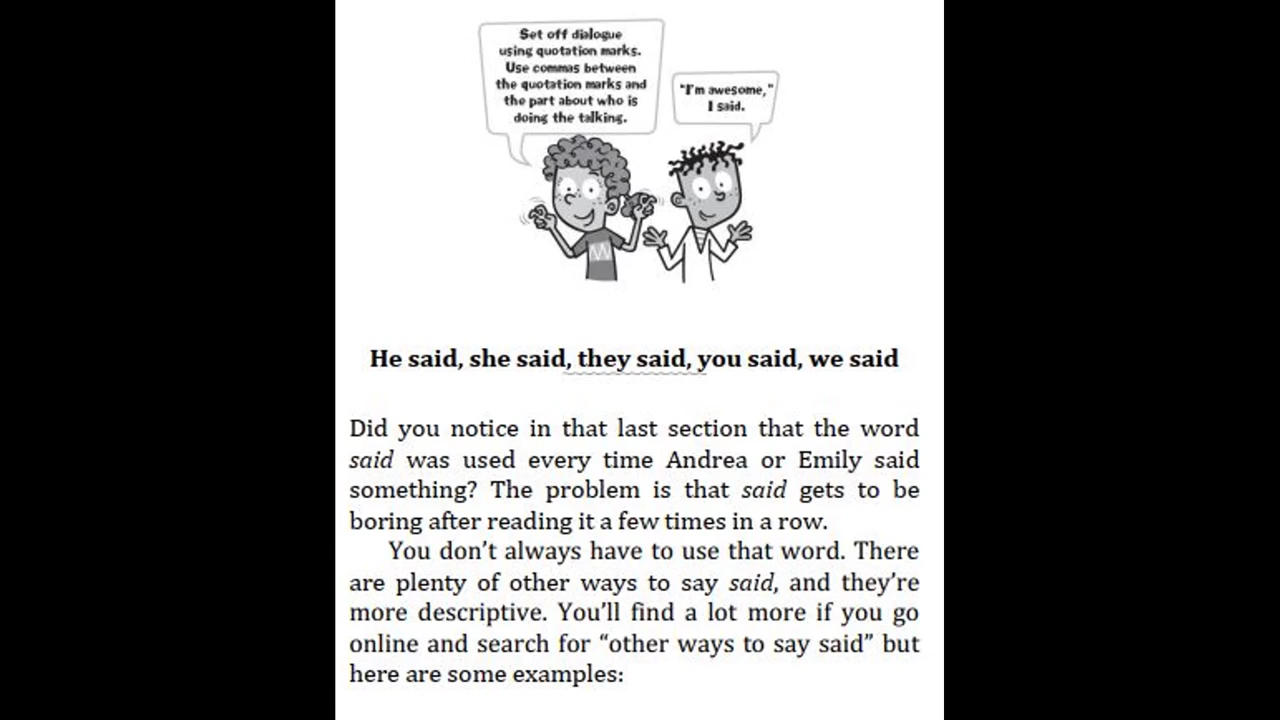 Set off dialogue
using quotation marks.
Use commas between
the quotation marks and
the part about who is
doing the talking.
"I'm awesome,"
I said.
He said, she said, they said, you said, we said
Did you notice in that last section that the word
said was used every time Andrea or Emily said
something? The problem is that said gets to be
boring after reading it a few times in a row.
You don’t always have to use that word. There
are plenty of other ways to say said, and they’re
more descriptive. You’ll find a lot more if you go
online and search for “other ways to say said” but
here are some examples: